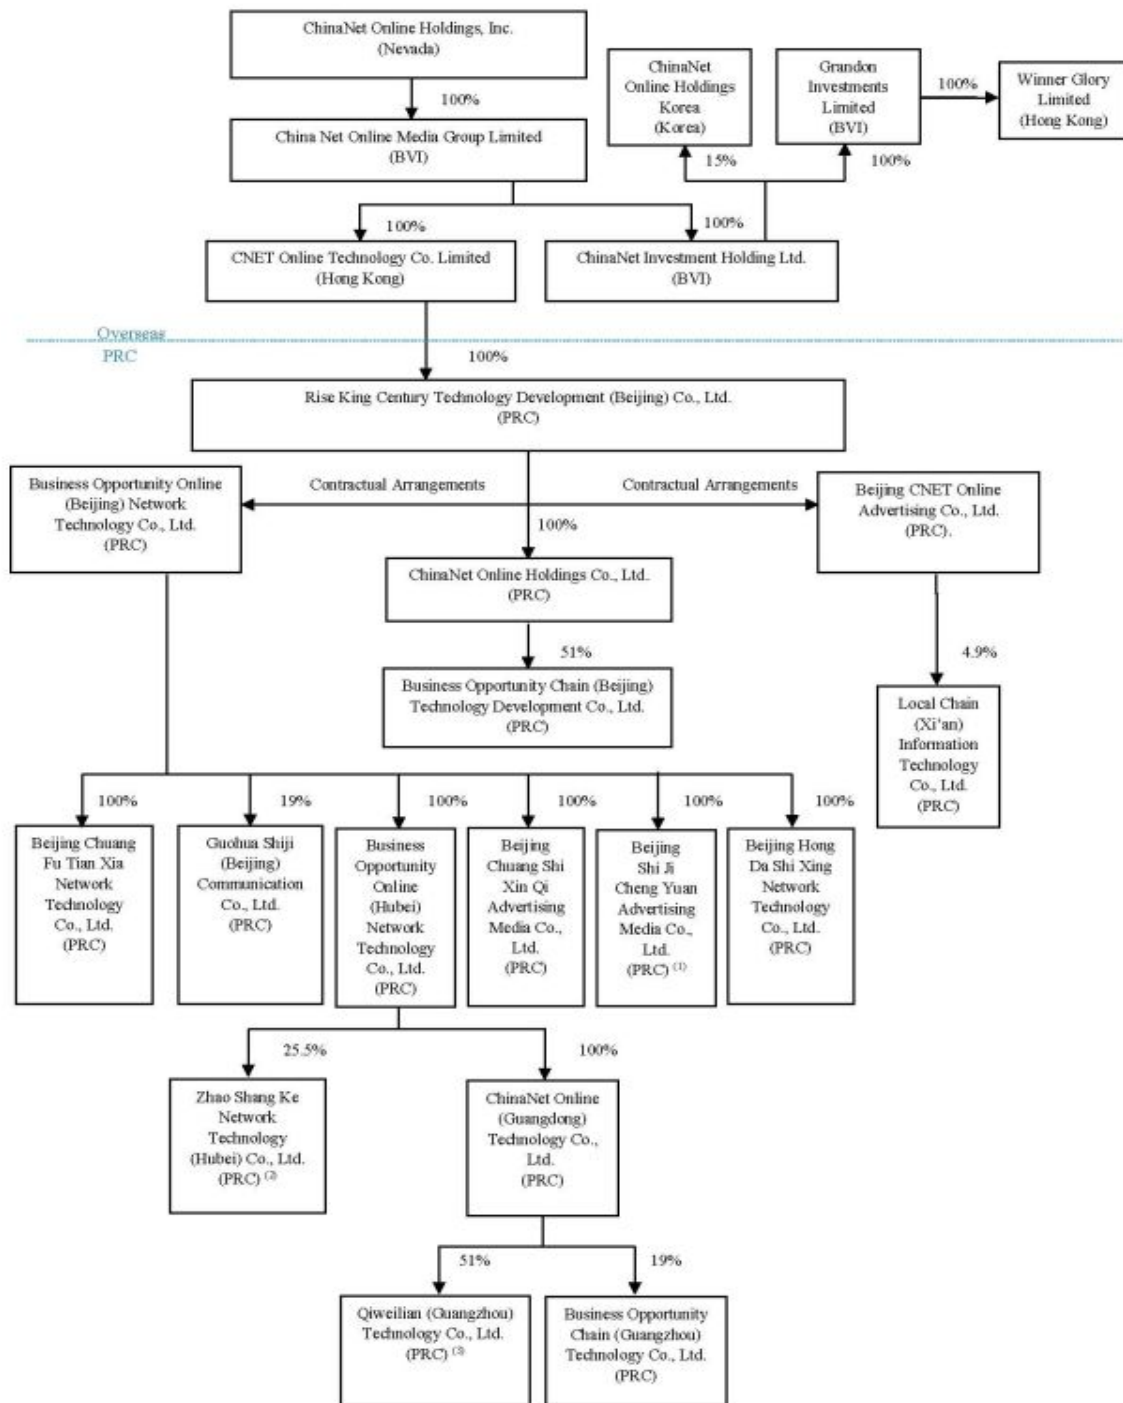 ChinaNet Online Holdings, Inc.
(Nevada)
100%
China Net Online Media Group Limited
(BVI)
ChinaNet
Online Holdings
Korea
(Korea)
Grandon
Investments
Limited
(BVI)
100%
Winner Glory
Limited
(Hong Kong)
15%
100%
100%
100%
CNET Online Technology Co. Limited
(Hong Kong)
ChinaNet Investment Holding Ltd.
(BVI)
Overseas
PRC
100%
Rise King Century Technology Development (Beijing) Co., Ltd.
(PRC)
Business Opportunity Online
(Beijing) Network
Technology Co., Ltd.
(PRC)
Contractual Arrangements
Contractual Arrangements
Beijing CNET Online
Advertising Co., Ltd.
(PRC).
100%
ChinaNet Online Holdings Co., Ltd.
(PRC)
51%
4.9%
Business Opportunity Chain (Beijing)
Technology Development Co., Ltd.
(PRC)
Local Chain
(Xi'an)
Information
Technology
Co., Ltd.
(PRC)
100%
19%
100%
100%
100%
100%
Beijing Chuang
Fu Tian Xia
Network
Technology
Co., Ltd.
(PRC)
Guohua Shiji
(Beijing)
Communication
Co., Ltd.
(PRC)
Business
Opportunity
Online
(Hubei)
Network
Technology
Co., Ltd.
(PRC)
Beijing
Chuang Shi
Xin Qi
Advertising
Media Co.,
Ltd.
(PRC)
Beijing
Shi Ji
Cheng Yuan
Advertising
Media Co.,
Ltd.
(PRC) (1)
Beijing Hong
Da Shi Xing
Network
Technology
Co., Ltd.
(PRC)
25.5%
100%
Zhao Shang Ke
Network
Technology
(Hubei) Co., Ltd.
(PRC) (2)
ChinaNet Online
(Guangdong)
Technology Co.,
Ltd.
(PRC)
51%
19%
Qiweilian (Guangzhou)
Technology Co., Ltd.
(PRC) (3)
Business Opportunity
Chain (Guangzhou)
Technology Co., Ltd.
(PRC)